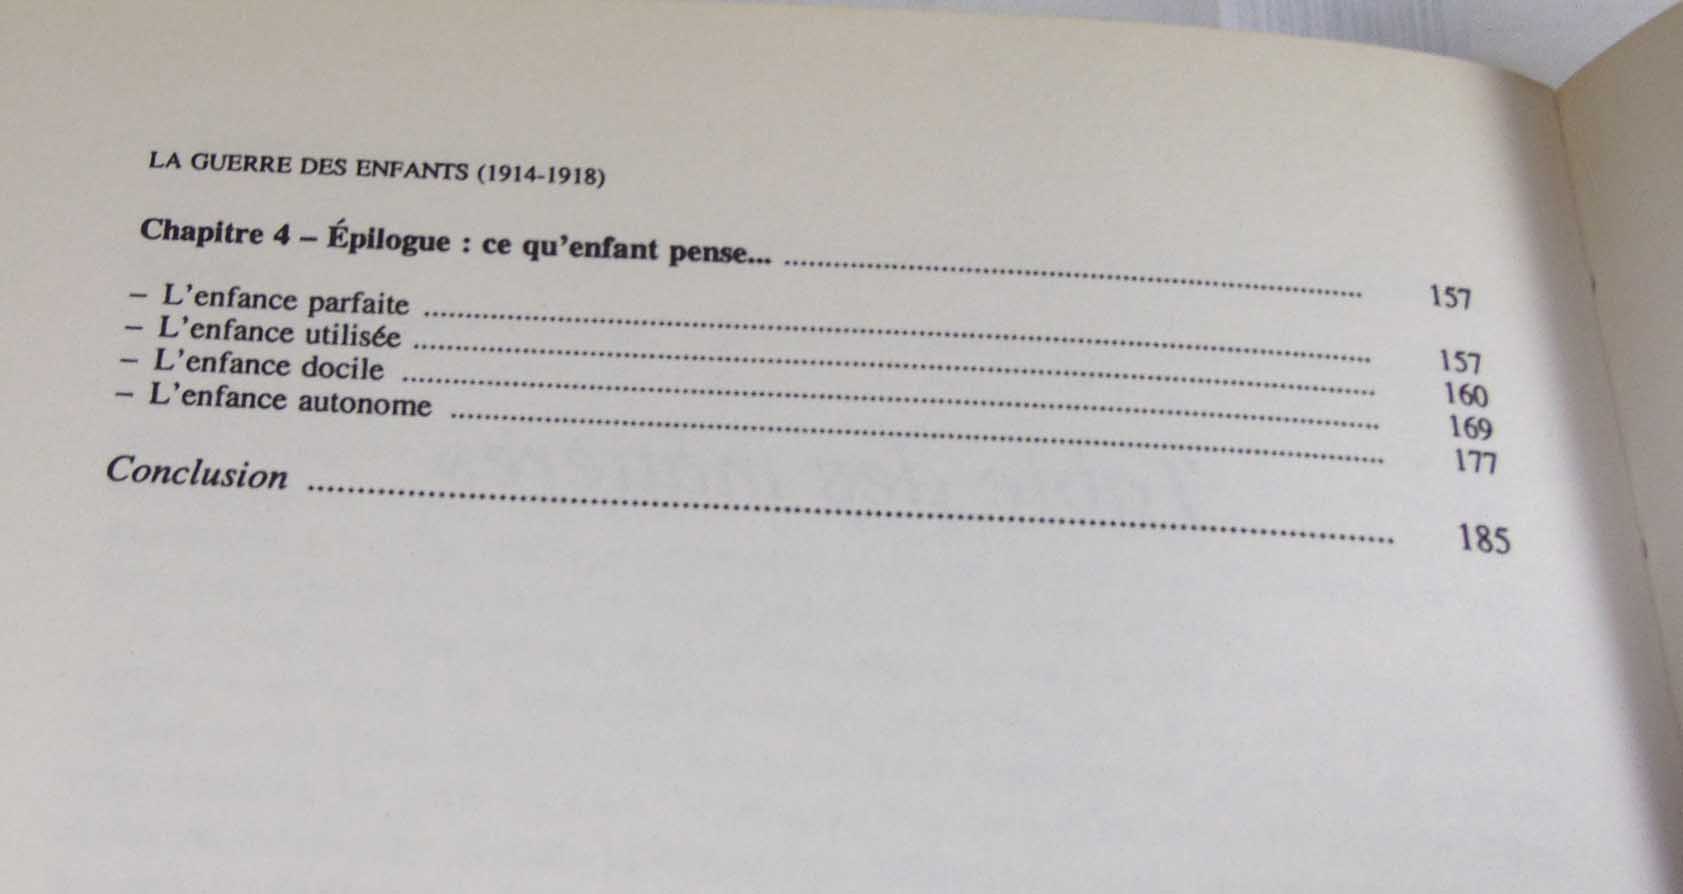 LA GUERRE DES ENFANTS (1914-1918)
Chapitre 4 – Épilogue : ce qu'enfant pense... 157
– L'enfance parfaite 157
– L'enfance utilisée 160
– L'enfance docile 169
– L'enfance autonome 177
Conclusion 185